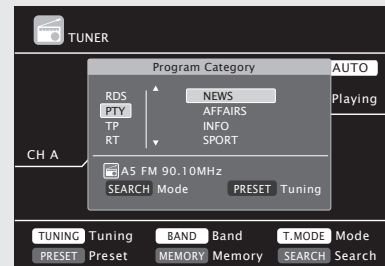 TUNER
Program Category
AUTO
Playing
RDS
PTY
TP
RT
NEWS
AFFAIRS
INFO
SPORT
CH A
A5 FM 90.10MHz
SEARCH Mode PRESET Tuning
TUNING Tuning BAND Band T.MODE Mode
PRESET Preset MEMORY Memory SEARCH Search